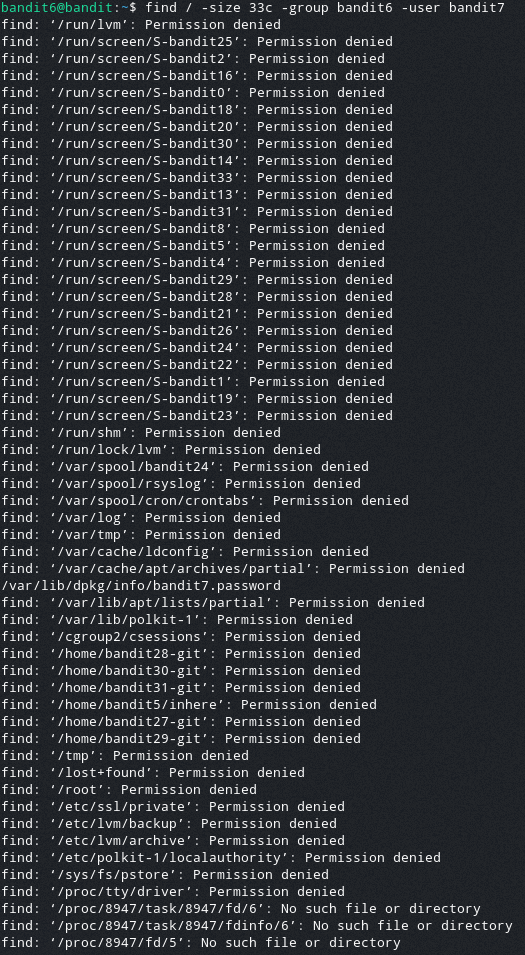 bandit6@bandit:~$ find / -size 33c -group bandit6 -user bandit7
find: ‘/run/lvm’: Permission denied
find: ‘/run/screen/S-bandit25’: Permission denied
find: ‘/run/screen/S-bandit2’: Permission denied
find: ‘/run/screen/S-bandit16’: Permission denied
find: ‘/run/screen/S-bandit0’: Permission denied
find: ‘/run/screen/S-bandit18’: Permission denied
find: ‘/run/screen/S-bandit20’: Permission denied
find: ‘/run/screen/S-bandit30’: Permission denied
find: ‘/run/screen/S-bandit14’: Permission denied
find: ‘/run/screen/S-bandit33’: Permission denied
find: ‘/run/screen/S-bandit13’: Permission denied
find: ‘/run/screen/S-bandit31’: Permission denied
find: ‘/run/screen/S-bandit8’: Permission denied
find: ‘/run/screen/S-bandit5’: Permission denied
find: ‘/run/screen/S-bandit4’: Permission denied
find: ‘/run/screen/S-bandit29’: Permission denied
find: ‘/run/screen/S-bandit28’: Permission denied
find: ‘/run/screen/S-bandit21’: Permission denied
find: ‘/run/screen/S-bandit26’: Permission denied
find: ‘/run/screen/S-bandit24’: Permission denied
find: ‘/run/screen/S-bandit22’: Permission denied
find: ‘/run/screen/S-bandit1’: Permission denied
find: ‘/run/screen/S-bandit19’: Permission denied
find: ‘/run/screen/S-bandit23’: Permission denied
find: ‘/run/shm’: Permission denied
find: ‘/run/lock/lvm’: Permission denied
find: ‘/var/spool/bandit24’: Permission denied
find: ‘/var/spool/rsyslog’: Permission denied
find: ‘/var/spool/cron/crontabs’: Permission denied
find: ‘/var/log’: Permission denied
find: ‘/var/tmp’: Permission denied
find: ‘/var/cache/ldconfig’: Permission denied
find: ‘/var/cache/apt/archives/partial’: Permission denied
/var/lib/dpkg/info/bandit7.password
find: ‘/var/lib/apt/lists/partial’: Permission denied
find: ‘/var/lib/polkit-1’: Permission denied
find: ‘/cgroup2/csessions’: Permission denied
find: ‘/home/bandit28-git’: Permission denied
find: ‘/home/bandit30-git’: Permission denied
find: ‘/home/bandit31-git’: Permission denied
find: ‘/home/bandit5/inhere’: Permission denied
find: ‘/home/bandit27-git’: Permission denied
find: ‘/home/bandit29-git’: Permission denied
find: ‘/tmp’: Permission denied
find: ‘/lost+found’: Permission denied
find: ‘/root’: Permission denied
find: ‘/etc/ssl/private’: Permission denied
find: ‘/etc/lvm/backup’: Permission denied
find: ‘/etc/lvm/archive’: Permission denied
find: ‘/etc/polkit-1/localauthority’: Permission denied
find: ‘/sys/fs/pstore’: Permission denied
find: ‘/proc/tty/driver’: Permission denied
find: ‘/proc/8947/task/8947/fd/6’: No such file or directory
find: ‘/proc/8947/task/8947/fdinfo/6’: No such file or directory
find: ‘/proc/8947/fd/5’: No such file or directory